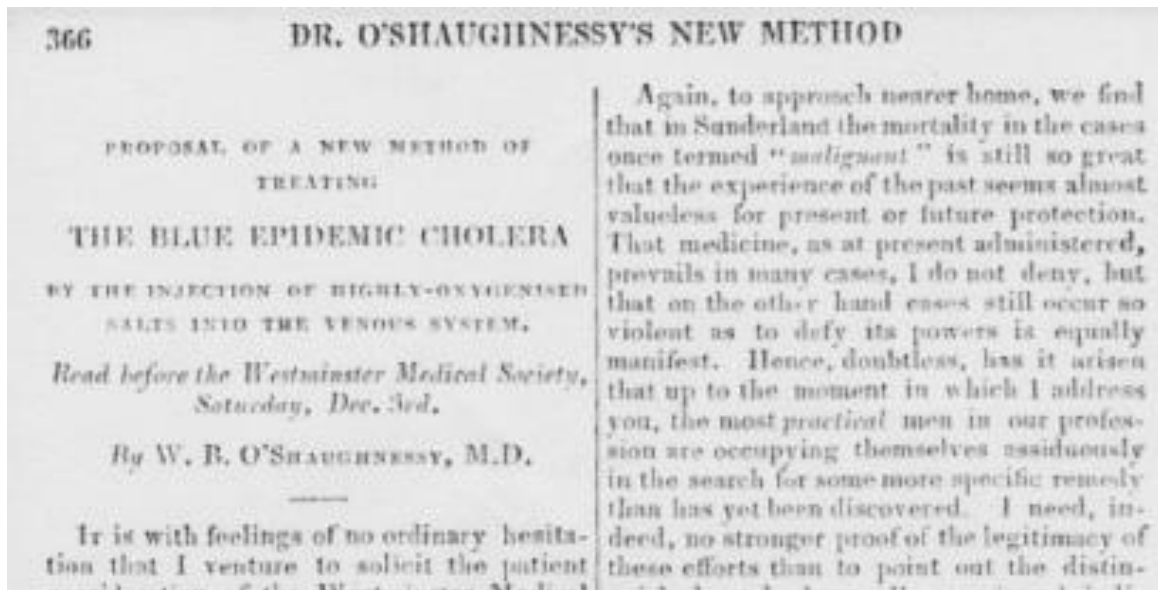 366
DR. O'SHAUGHNESSY'S NEW METHOD
PROPOSAL OF A NEW METHOD OF
TREATING
THE BLUE EPIDEMIC CHOLERA
BY THE INJECTION OF HIGHLY-OXYGENISED
SALTS INTO THE VENOUS SYSTEM.
Read before the Westminster Medical Society,
Saturday, Dec. 3rd,
By W. B. O'SHAUGHNESSY, M.D.
IT is with feelings of no ordinary hesita-
tion that I venture to solicit the patient
Again, to approach nearer home, we find
that in Sunderland the mortality in the cases
once termed "malignant" is still so great
that the experience of the past seems almost
valueless for present or future protection.
That medicine, as at present administered,
prevails in many cases, I do not deny, but
that on the other hand cases still occur so
violent as to defy its powers is equally
manifest. Hence, doubtless, has it arisen
that up to the moment in which I address
you, the most practical men in our profes-
sion are occupying themselves assiduously
in the search for some more specific remedy
than has yet been discovered. I need, in-
deed, no stronger proof of the legitimacy of
these efforts than to point out the distin-